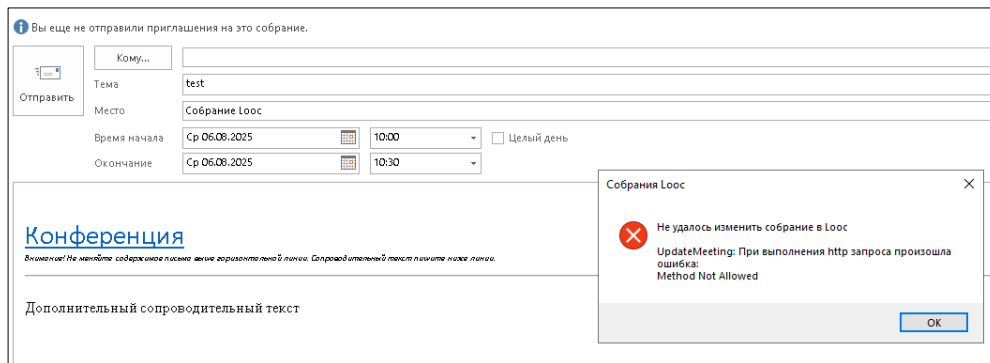 Вы еще не отправили приглашения на это собрание.
Кому...
Отправить
Тема
test
Место
Собрание Looc
Время начала
Ср 06.08.2025
10:00
Целый день
Окончание
Ср 06.08.2025
10:30
Конференция
Внимание! Не меняйте содержимое письма выше горизонтальной линии. Сопроводительный текст пишите ниже линии.
Дополнительный сопроводительный текст
Собрания Looc
Не удалось изменить собрание в Looc
UpdateMeeting: При выполнения http запроса произошла
ошибка:
Method Not Allowed
OK